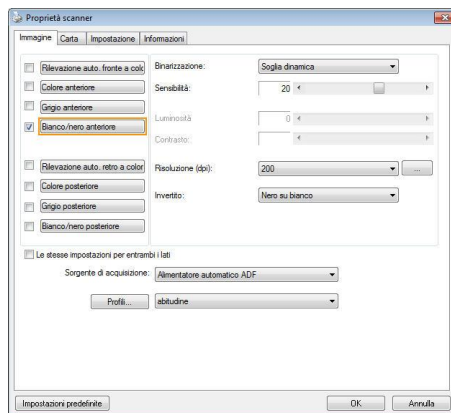 Proprietà scanner
Immagine Carta Impostazione Informazioni
Rilevazione auto. fronte a colo
Binarizzazione: Soglia dinamica
Colore anteriore
Sensibilità: 20
Grigio anteriore
Luminosità 0
Bianco/nero anteriore
Contrasto: 0
Rilevazione auto. retro a color
Risoluzione (dpi): 200 ...
Colore posteriore
Invertito: Nero su bianco
Grigio posteriore
Bianco/nero posteriore
Le stesse impostazioni per entrambi i lati
Sorgente di acquisizione: Alimentatore automatico ADF
Profili... abitudine
Impostazioni predefinite OK Annulla